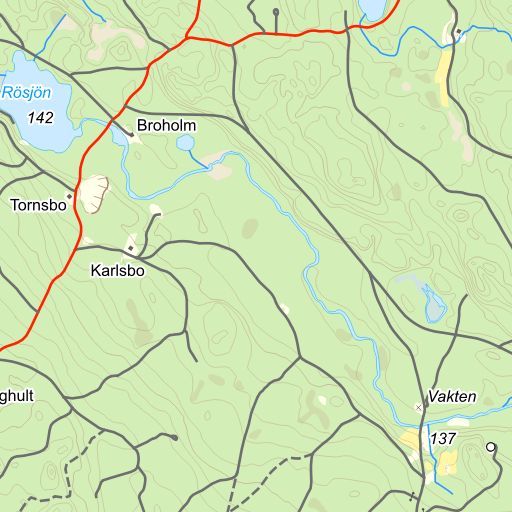 Rösjön
142
Broholm
Tornsbo
Karlsbo
ghult
Vakten
137